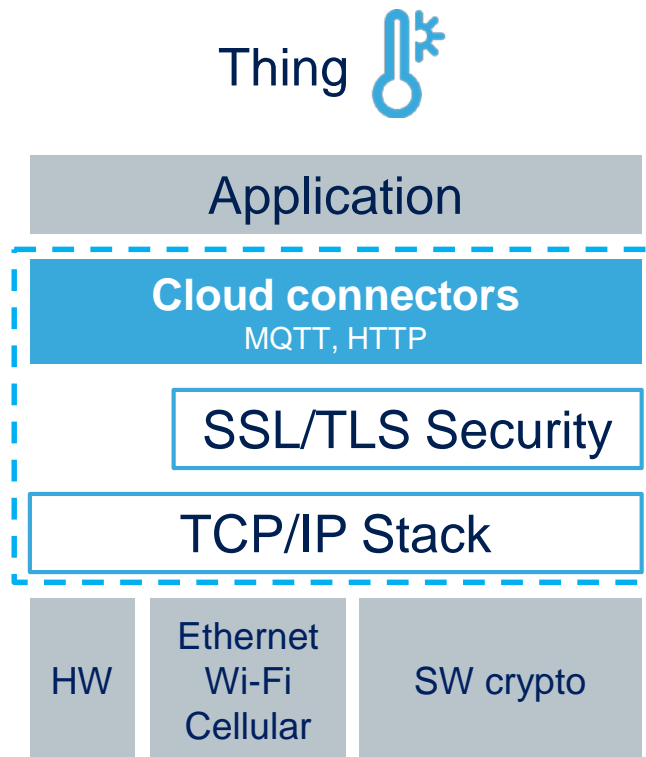 Thing
Application
Cloud connectors
MQTT, HTTP
SSL/TLS Security
TCP/IP Stack
HW
Ethernet
Wi-Fi
Cellular
SW crypto